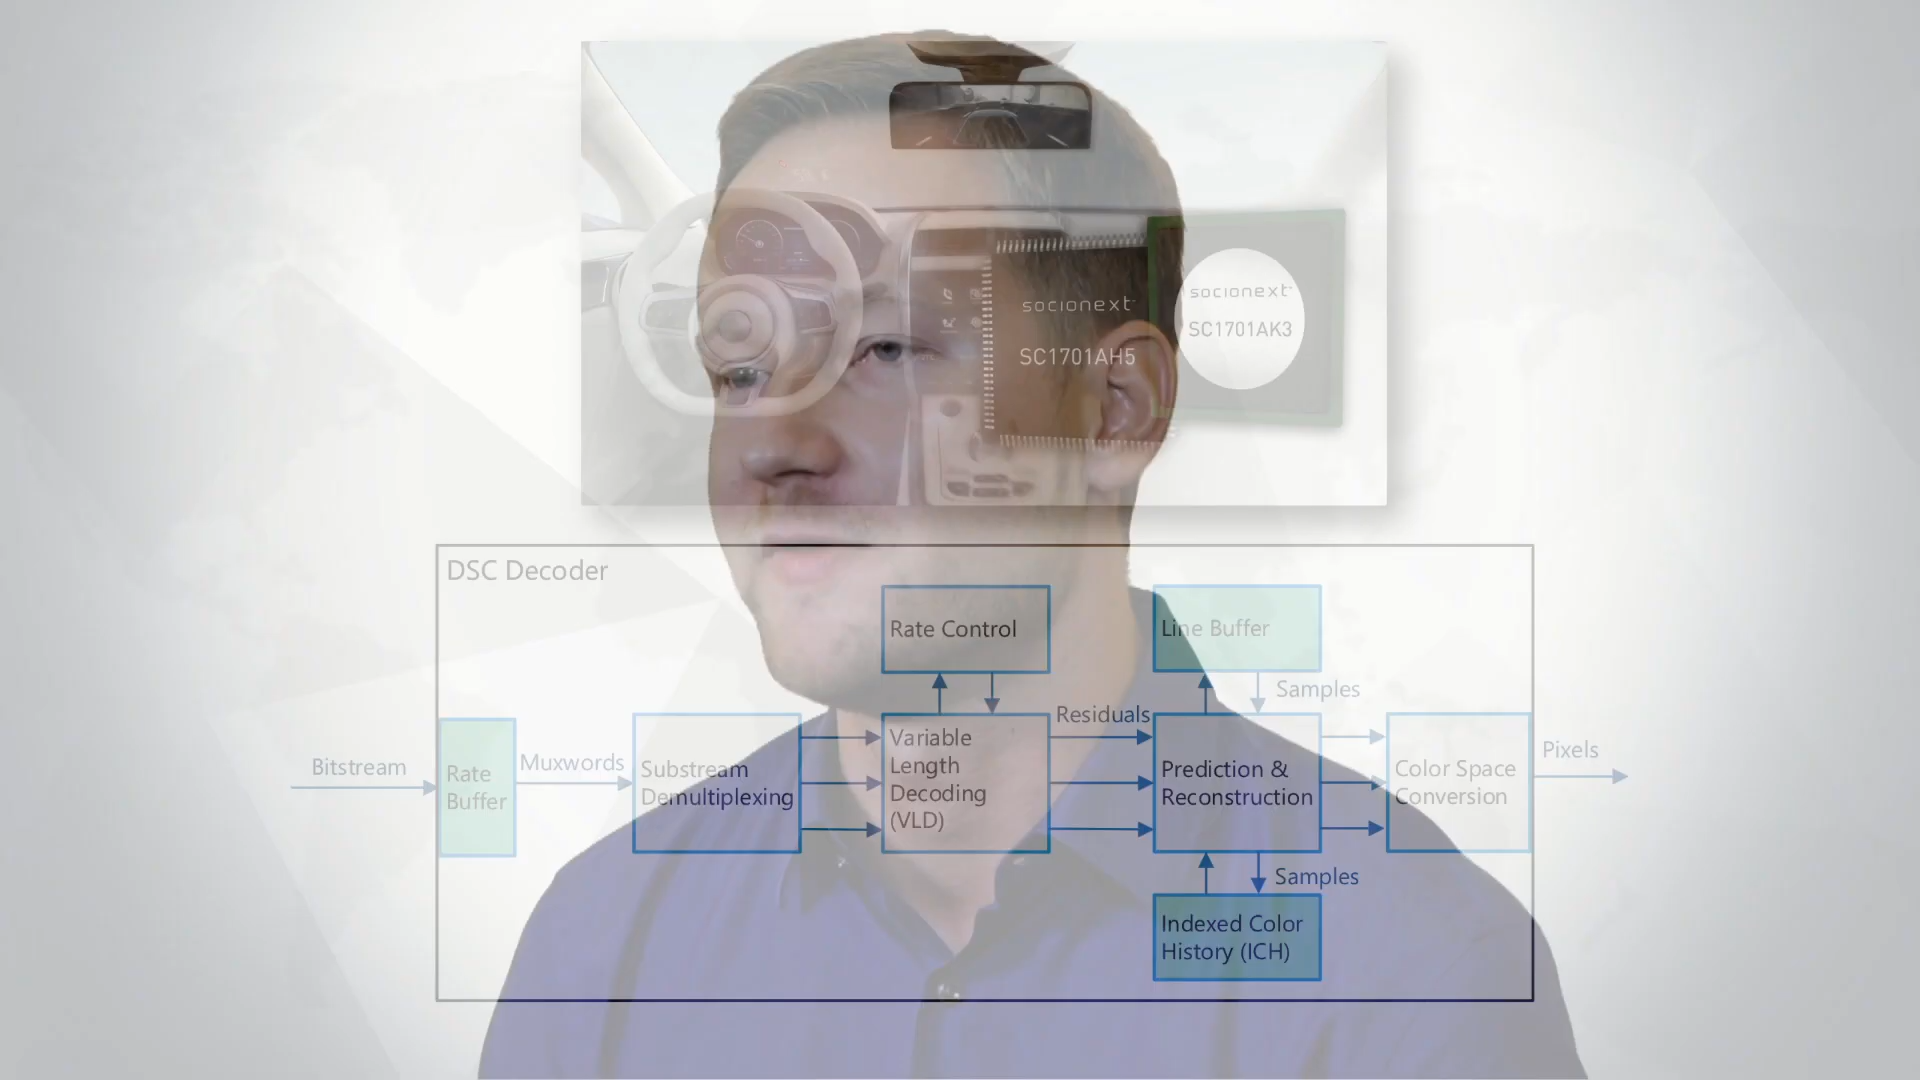 socionext
SC1701AH5
socionext
SC1701AK3
DSC Decoder
Rate Control
Line Buffer
Samples
Residuals
Bitstream
Rate
Buffer
Muxwords
Substream
Demultiplexing
Variable
Length
Decoding
(VLD)
Prediction &
Reconstruction
Color Space
Conversion
Pixels
Samples
Indexed Color
History (ICH)